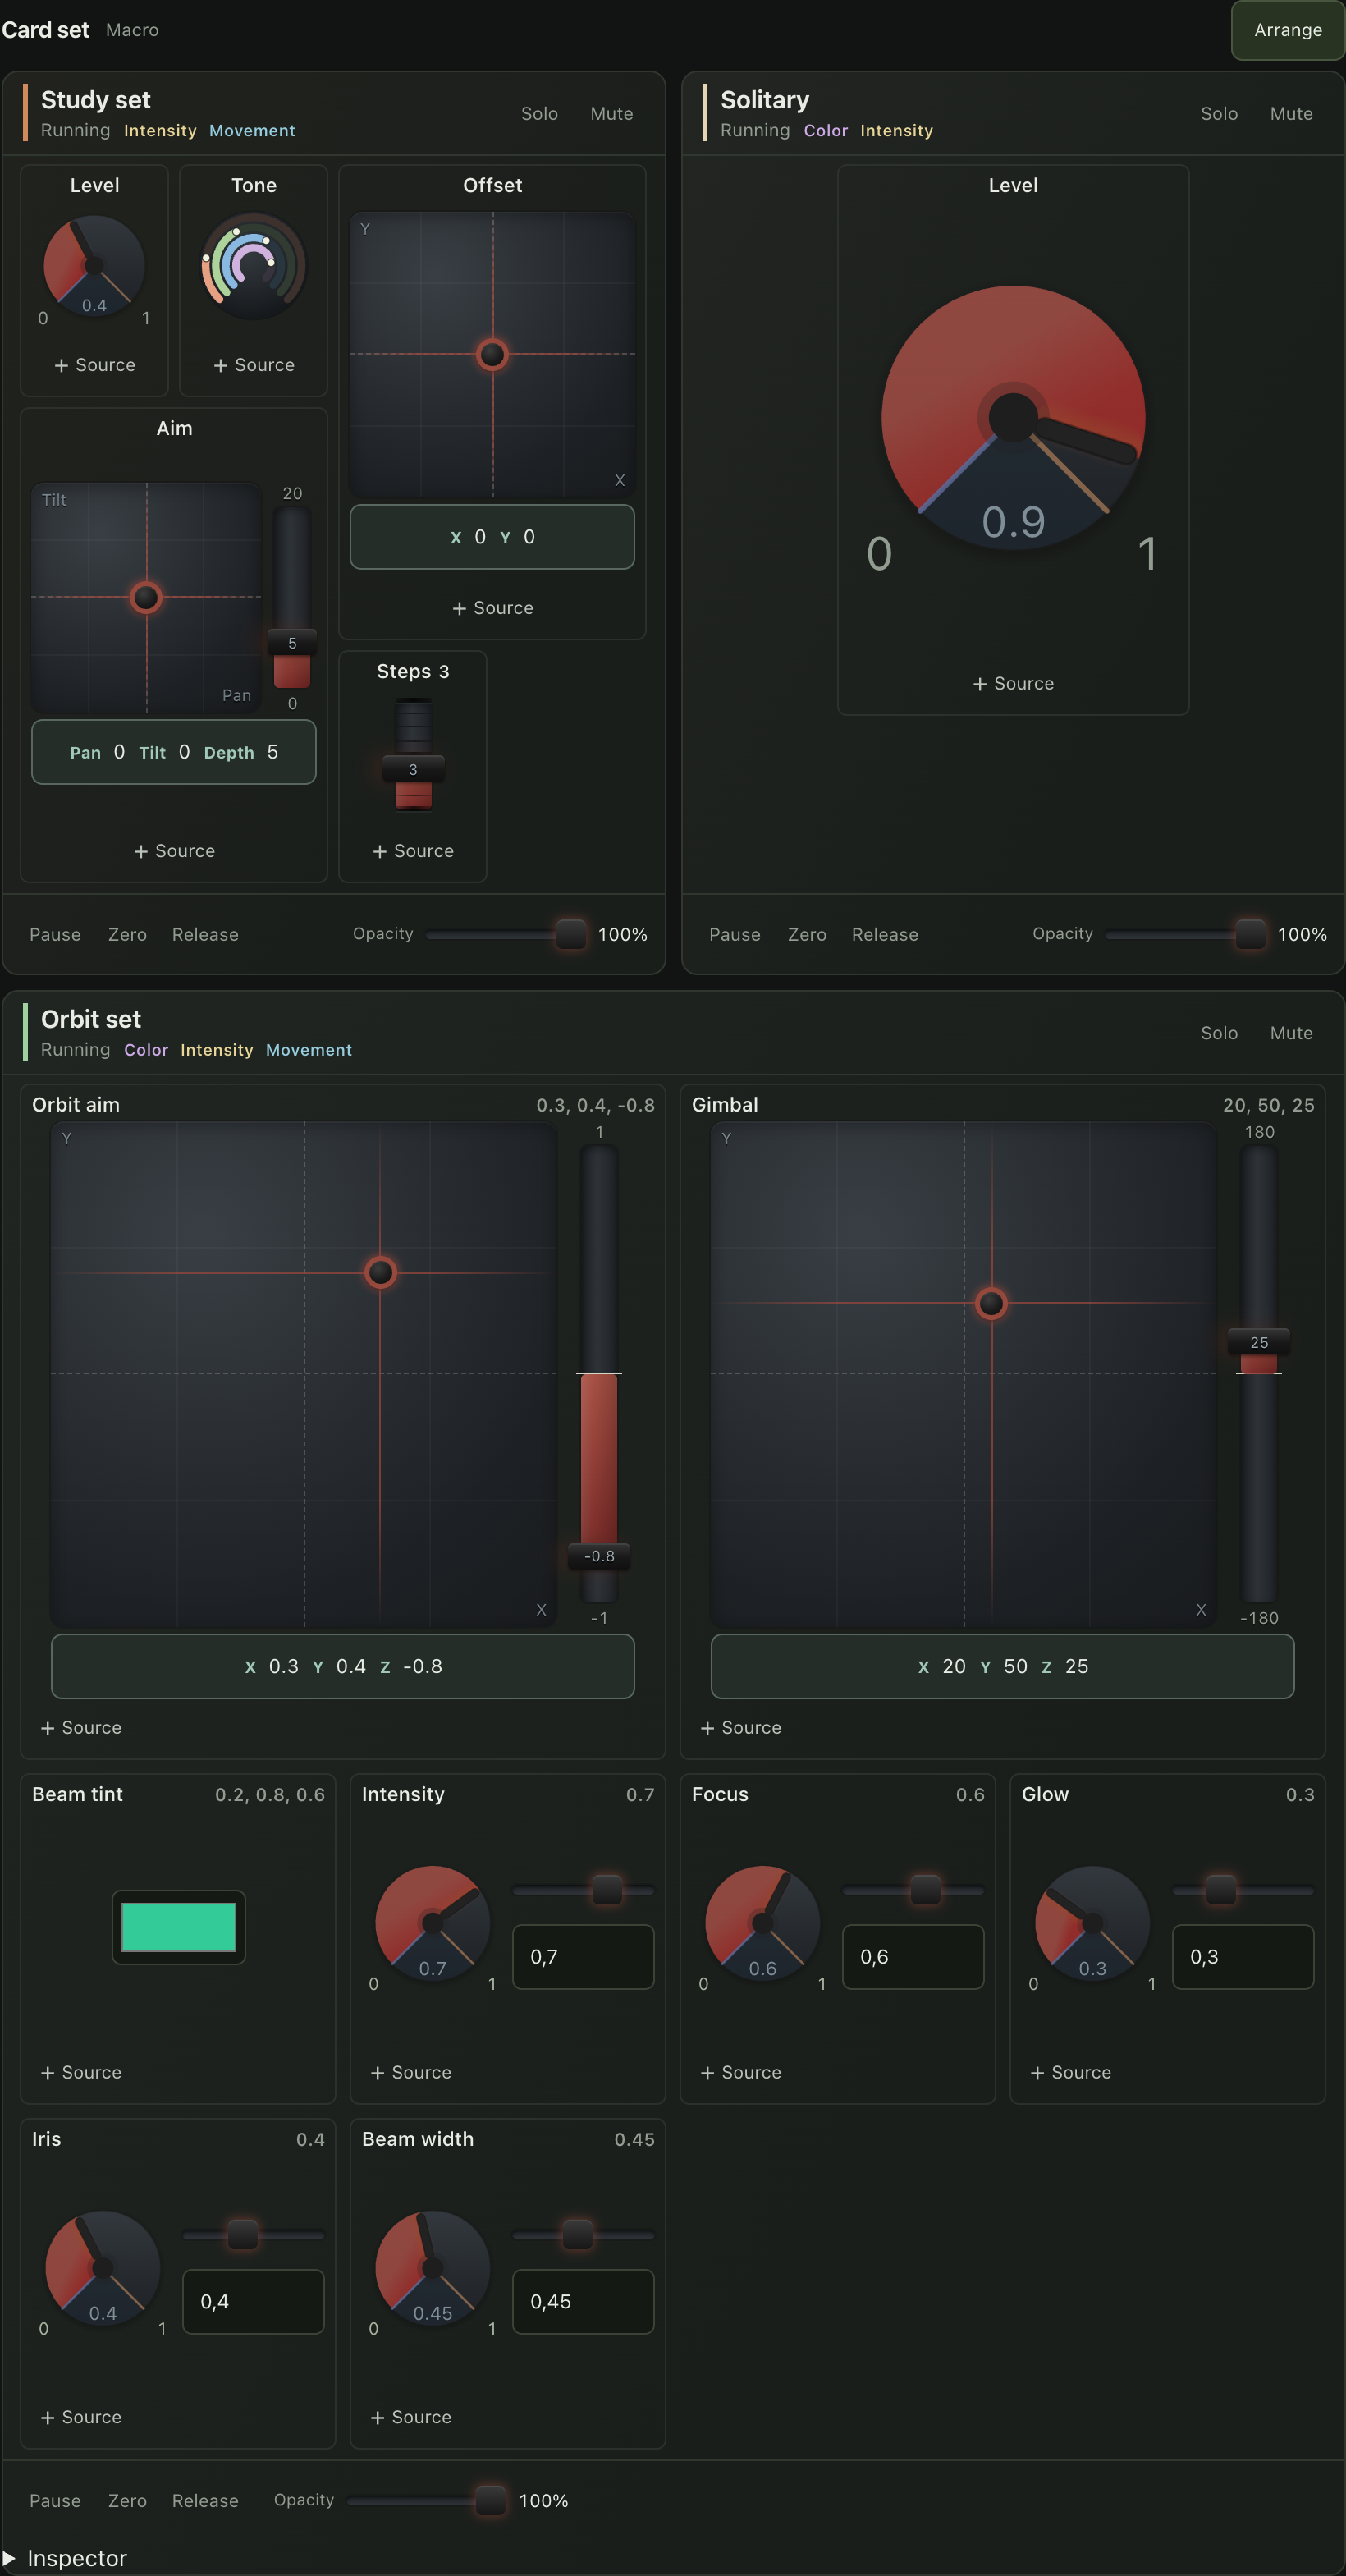 Card set Macro Arrange
Study set
Running Intensity Movement
Solo Mute
Level
0.4
0 1
+ Source
Tone
+ Source
Offset
Y
X
X 0 Y 0
+ Source
Aim
Tilt
Pan
20
5
0
Pan 0 Tilt 0 Depth 5
+ Source
Steps 3
3
+ Source
Pause Zero Release Opacity 100%
Solitary
Running Color Intensity
Solo Mute
Level
0.9
0 1
+ Source
Pause Zero Release Opacity 100%
Orbit set
Running Color Intensity Movement
Solo Mute
Orbit aim 0.3, 0.4, -0.8
Y
X
1
-0.8
-1
X 0.3 Y 0.4 Z -0.8
+ Source
Gimbal 20, 50, 25
Y
X
180
25
-180
X 20 Y 50 Z 25
+ Source
Beam tint 0.2, 0.8, 0.6
+ Source
Intensity 0.7
0.7
0 1
0,7
+ Source
Focus 0.6
0.6
0 1
0,6
+ Source
Glow 0.3
0.3
0 1
0,3
+ Source
Iris 0.4
0.4
0 1
0,4
+ Source
Beam width 0.45
0.45
0 1
0,45
+ Source
Pause Zero Release Opacity 100%
Inspector